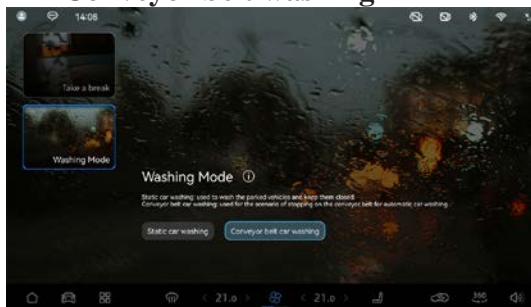 14:06
Take a break
Washing Mode
Washing Mode
Static car washing: used to wash the parked vehicles and keep them closed.
Conveyor belt car washing: used for the scenario of stopping on the conveyor belt for automatic car washing.
Static car washing
Conveyor belt car washing
< 21.0 >
< 21.0 >
360